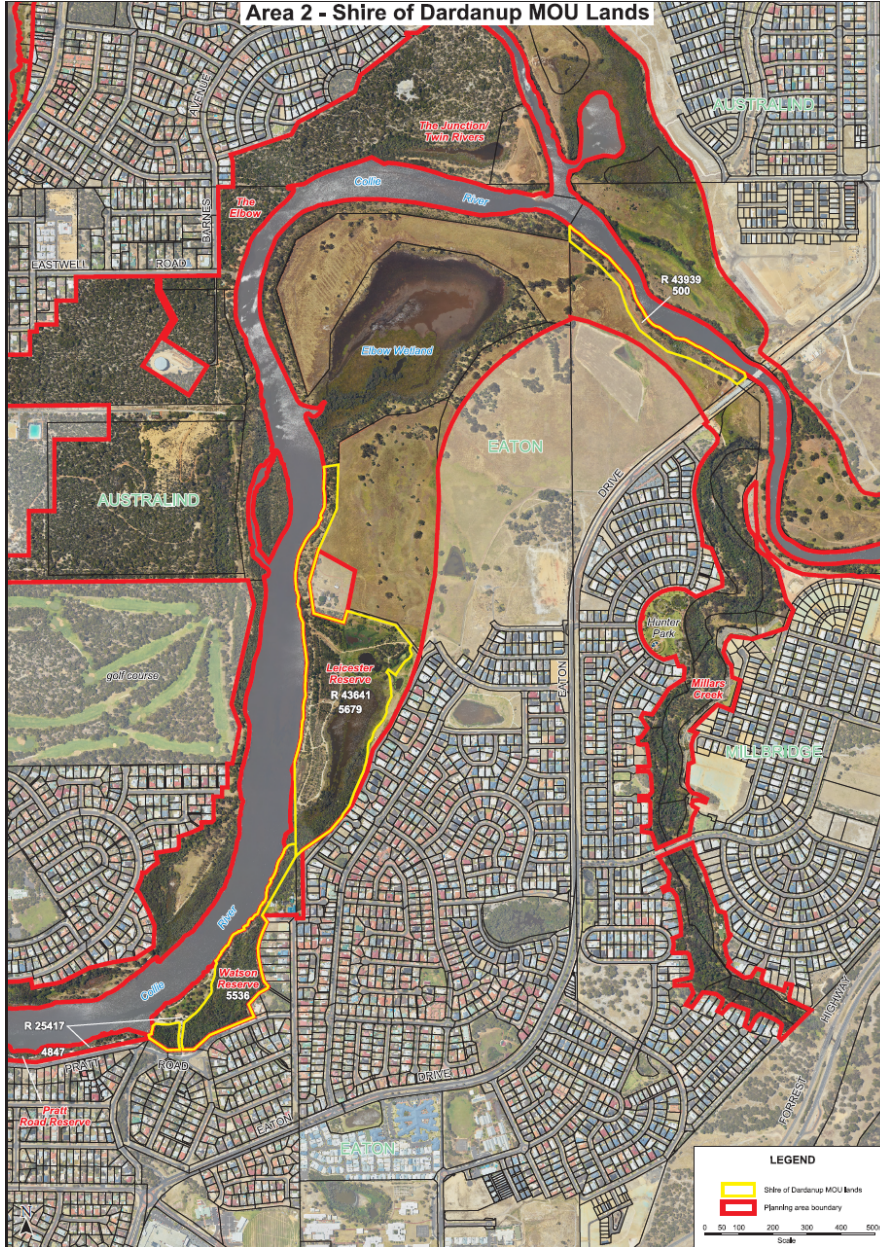 Area 2 - Shire of Dardanup MOU Lands
AVENUE
AUSTRALIND
The Junction/
Twin Rivers
Collie
River
The
Elbow
BARNES
EASTWELL
ROAD
R 43939
500
Elbow Wetland
EATON
DRIVE
AUSTRALIND
Hunter
Park
golf course
Leicester
Reserve
R 43641
5679
EATON
Millars
Creek
MILLBRIDGE
River
Watson
Reserve
5536
Collie
R 25417
4847
PRATT
ROAD
HIGHWAY
DRIVE
FORREST
Pratt
Road Reserve
EATON
EATON
LEGEND
Shire of Dardanup MOU lands
Planning area boundary
0 50 100 200 300 400 500m
Scale
N